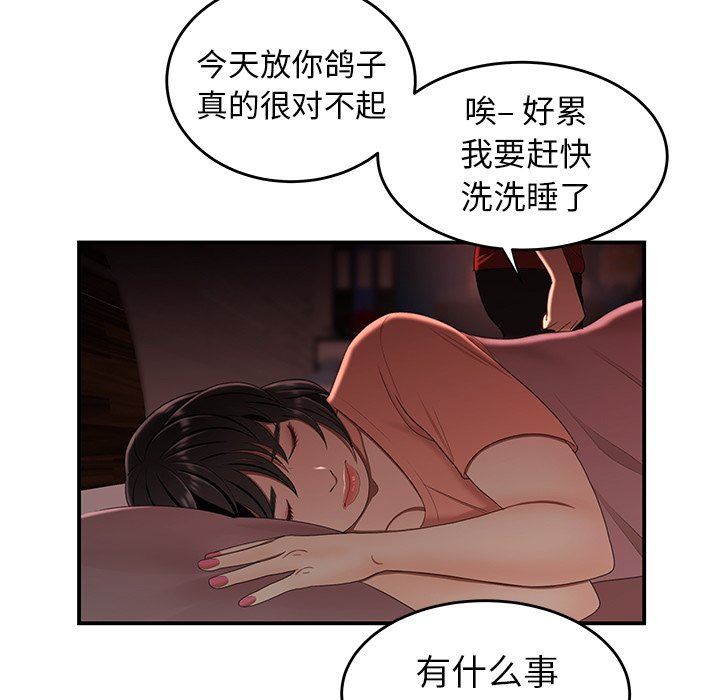 今天放你鸽子
真的很对不起
唉– 好累
我要赶快
洗洗睡了
有什么事